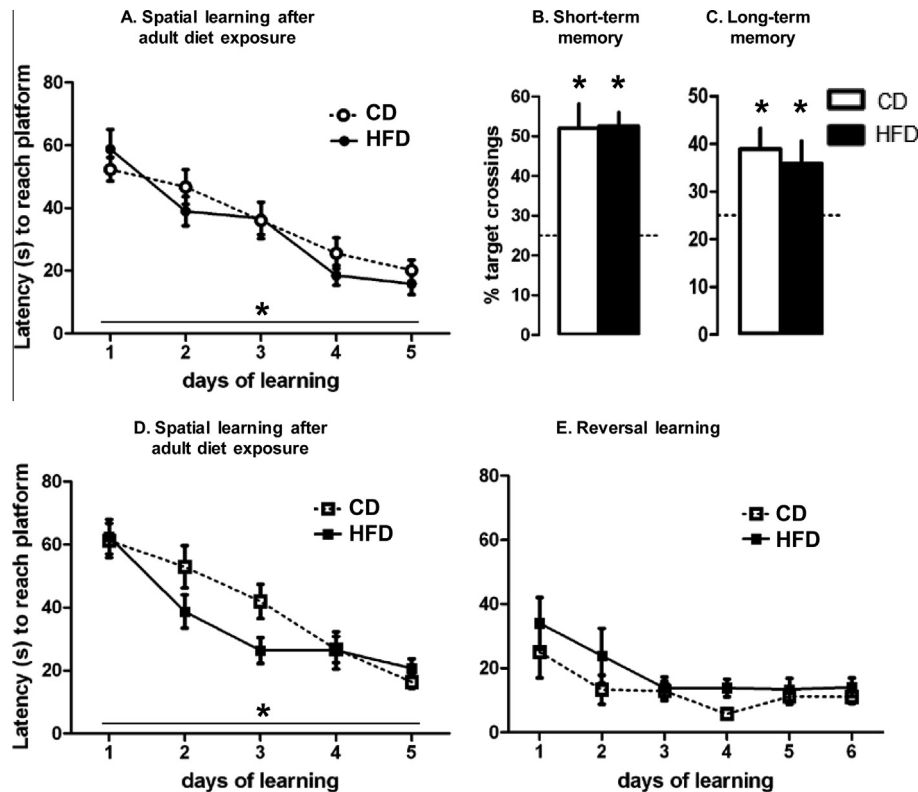 A. Spatial learning after
adult diet exposure
Latency (s) to reach platform
80
60
40
20
0
CD
HFD
*
1 2 3 4 5
days of learning
B. Short-term
memory
% target crossings
60
50
40
30
20
10
0
* *
C. Long-term
memory
50
40
30
20
10
0
* *
CD
HFD
D. Spatial learning after
adult diet exposure
Latency (s) to reach platform
80
60
40
20
0
CD
HFD
*
1 2 3 4 5
days of learning
E. Reversal learning
80
60
40
20
0
CD
HFD
1 2 3 4 5 6
days of learning